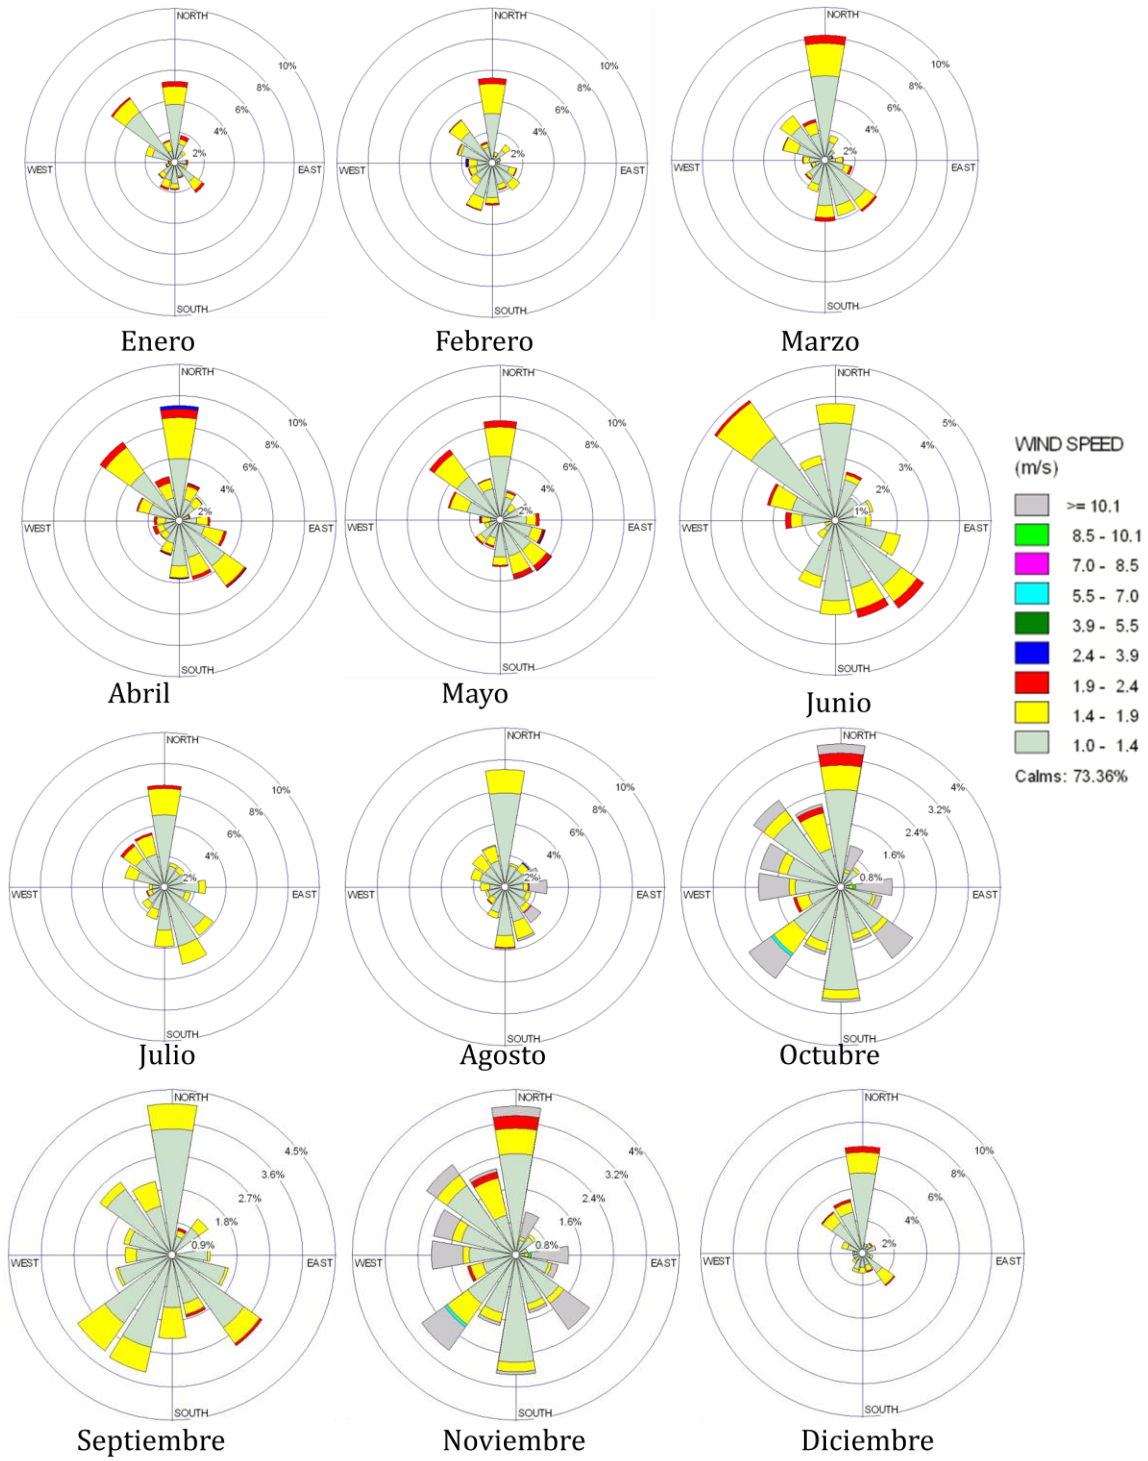 NORTH
10%
8%
6%
4%
2%
WEST
EAST
SOUTH
Enero
NORTH
10%
8%
6%
4%
2%
WEST
EAST
SOUTH
Febrero
NORTH
10%
8%
6%
4%
2%
WEST
EAST
SOUTH
Marzo
NORTH
10%
8%
6%
4%
2%
WEST
EAST
SOUTH
Abril
NORTH
10%
8%
6%
4%
2%
WEST
EAST
SOUTH
Mayo
NORTH
5%
4%
3%
2%
1%
WEST
EAST
SOUTH
Junio
WIND SPEED
(m/s)
>= 10.1
8.5 - 10.1
7.0 - 8.5
5.5 - 7.0
3.9 - 5.5
2.4 - 3.9
1.9 - 2.4
1.4 - 1.9
1.0 - 1.4
Calms: 73.36%
NORTH
10%
8%
6%
4%
2%
WEST
EAST
SOUTH
Julio
NORTH
10%
8%
6%
4%
2%
WEST
EAST
SOUTH
Agosto
NORTH
4%
3.2%
2.4%
1.6%
0.8%
WEST
EAST
SOUTH
Octubre
NORTH
4.5%
3.6%
2.7%
1.8%
0.9%
WEST
EAST
SOUTH
Septiembre
NORTH
4%
3.2%
2.4%
1.6%
0.8%
WEST
EAST
SOUTH
Noviembre
NORTH
10%
8%
6%
4%
2%
WEST
EAST
SOUTH
Diciembre